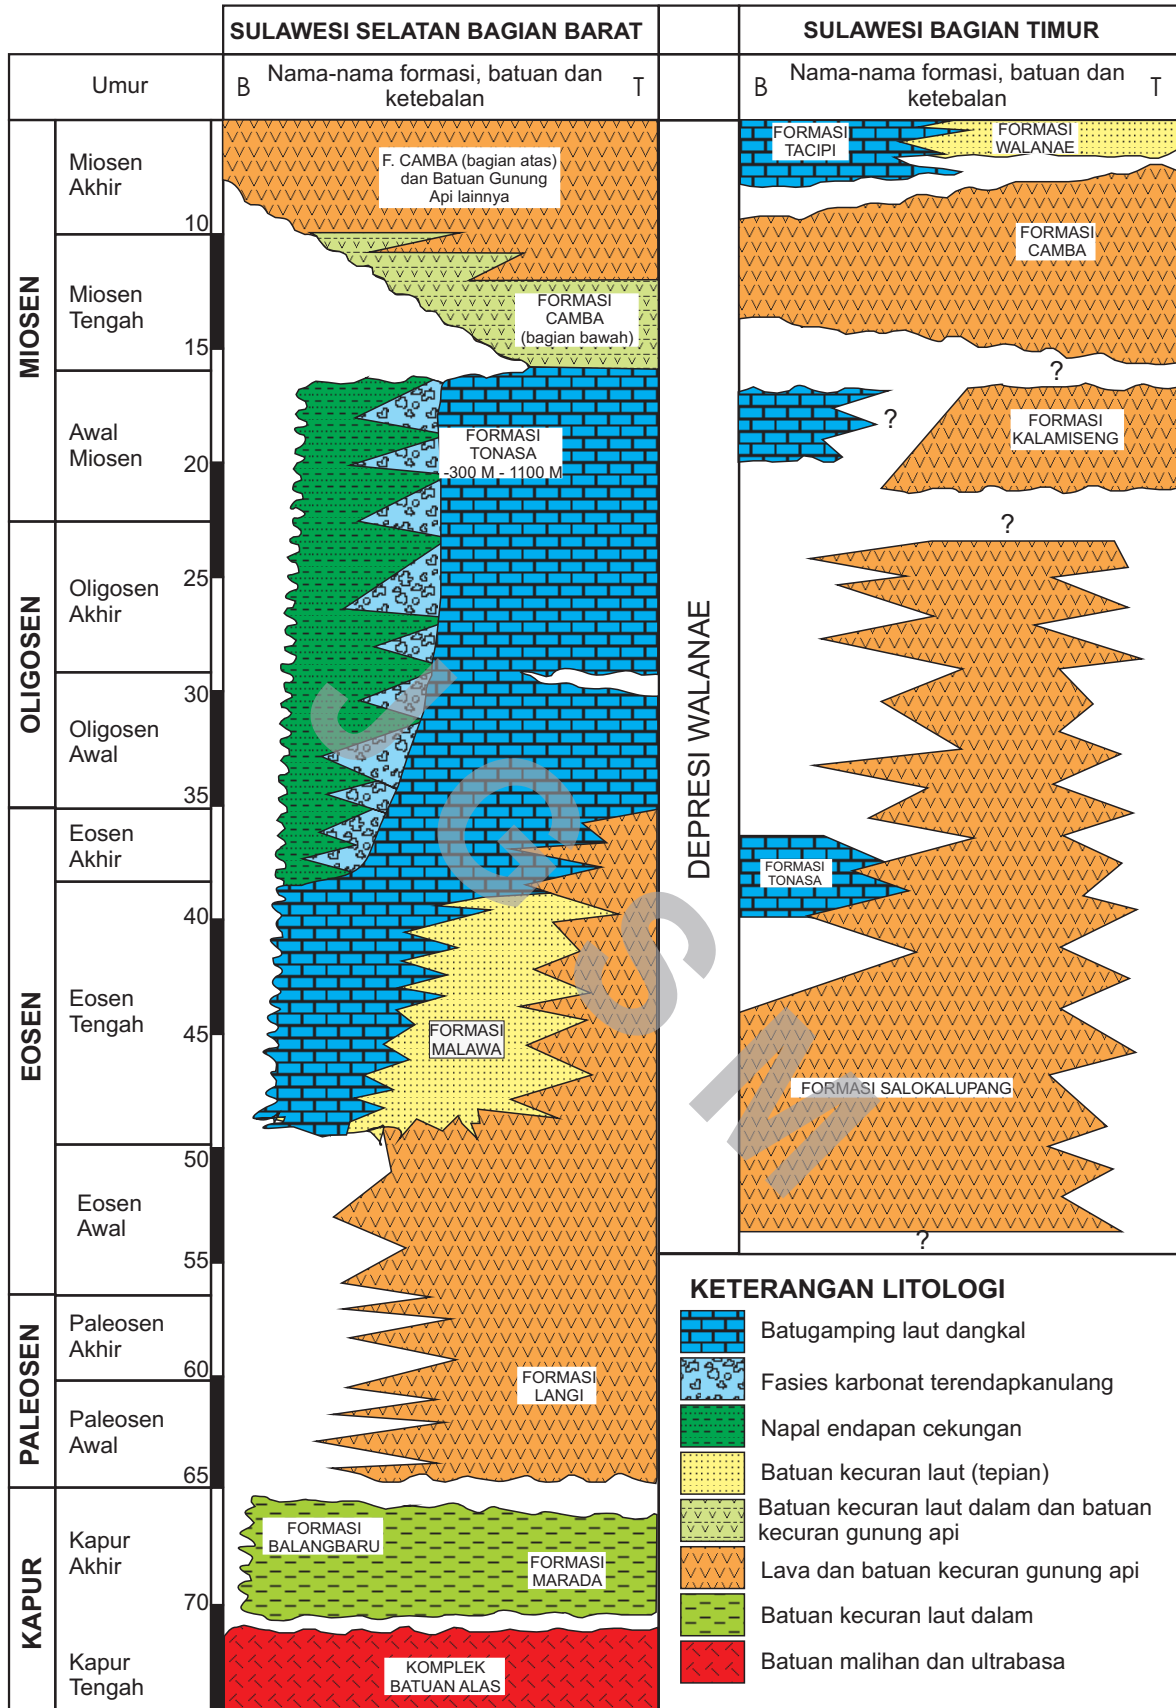 SULAWESI SELATAN BAGIAN BARAT
SULAWESI BAGIAN TIMUR
Umur
B
Nama-nama formasi, batuan dan
ketebalan
T
B
Nama-nama formasi, batuan dan
ketebalan
T
MIOSEN
Miosen
Akhir
10
Miosen
Tengah
15
Awal
Miosen
20
OLIGOSEN
Oligosen
Akhir
25
30
Oligosen
Awal
35
EOSEN
Eosen
Akhir
40
Eosen
Tengah
45
50
Eosen
Awal
55
PALEOSEN
Paleosen
Akhir
60
Paleosen
Awal
65
KAPUR
Kapur
Akhir
70
Kapur
Tengah
F. CAMBA (bagian atas)
dan Batuan Gunung
Api lainnya
FORMASI
CAMBA
(bagian bawah)
FORMASI
TONASA
-300 M - 1100 M
FORMASI
MALAWA
FORMASI
LANGI
FORMASI
BALANGBARU
FORMASI
MARADA
KOMPLEK
BATUAN ALAS
DEPRESI WALANAE
FORMASI
TACIPI
FORMASI
WALANAE
FORMASI
CAMBA
?
?
FORMASI
KALAMISENG
?
FORMASI
TONASA
FORMASI SALOKALUPANG
?
J
G
S
M
KETERANGAN LITOLOGI
Batugamping laut dangkal
Fasies karbonat terendapkanulang
Napal endapan cekungan
Batuan kecuran laut (tepian)
Batuan kecuran laut dalam dan batuan
kecuran gunung api
Lava dan batuan kecuran gunung api
Batuan kecuran laut dalam
Batuan malihan dan ultrabasa